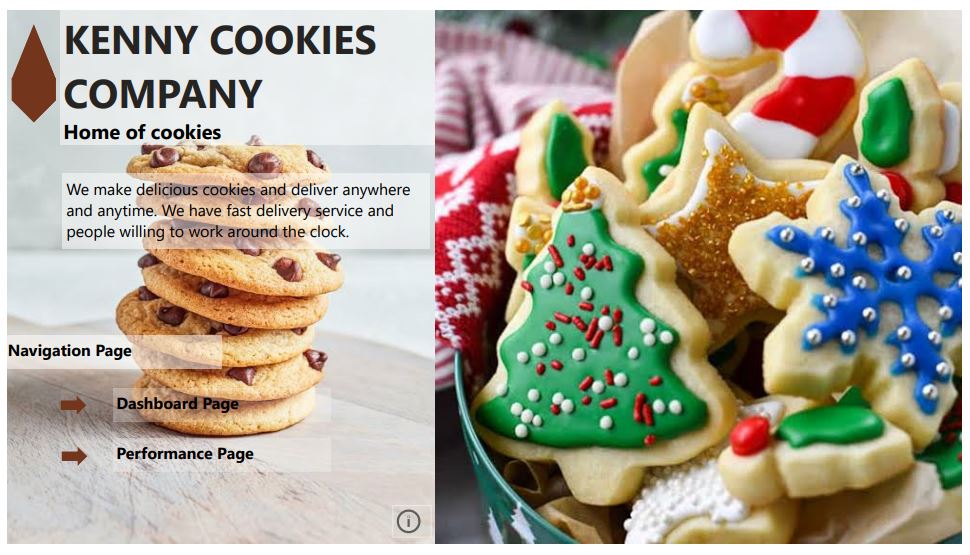 KENNY COOKIES
COMPANY
Home of cookies
We make delicious cookies and deliver anywhere
and anytime. We have fast delivery service and
people willing to work around the clock.
Navigation Page
Dashboard Page
Performance Page
i